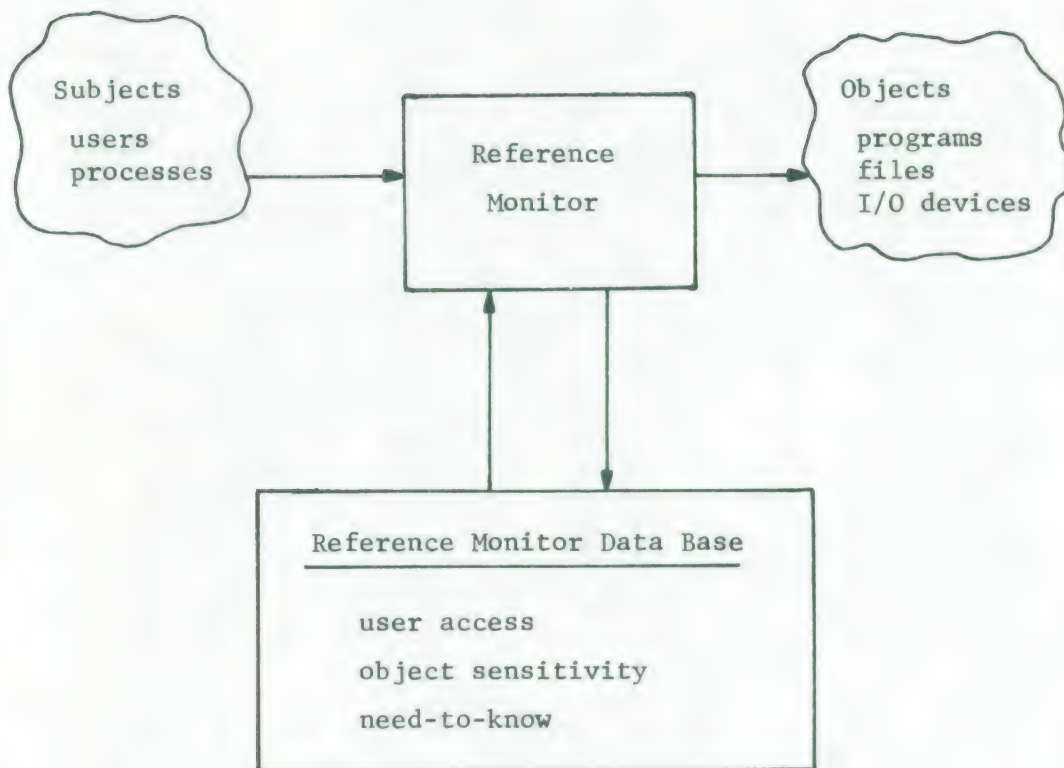 Subjects
users
processes
Reference
Monitor
Objects
programs
files
I/O devices
Reference Monitor Data Base
user access
object sensitivity
need-to-know